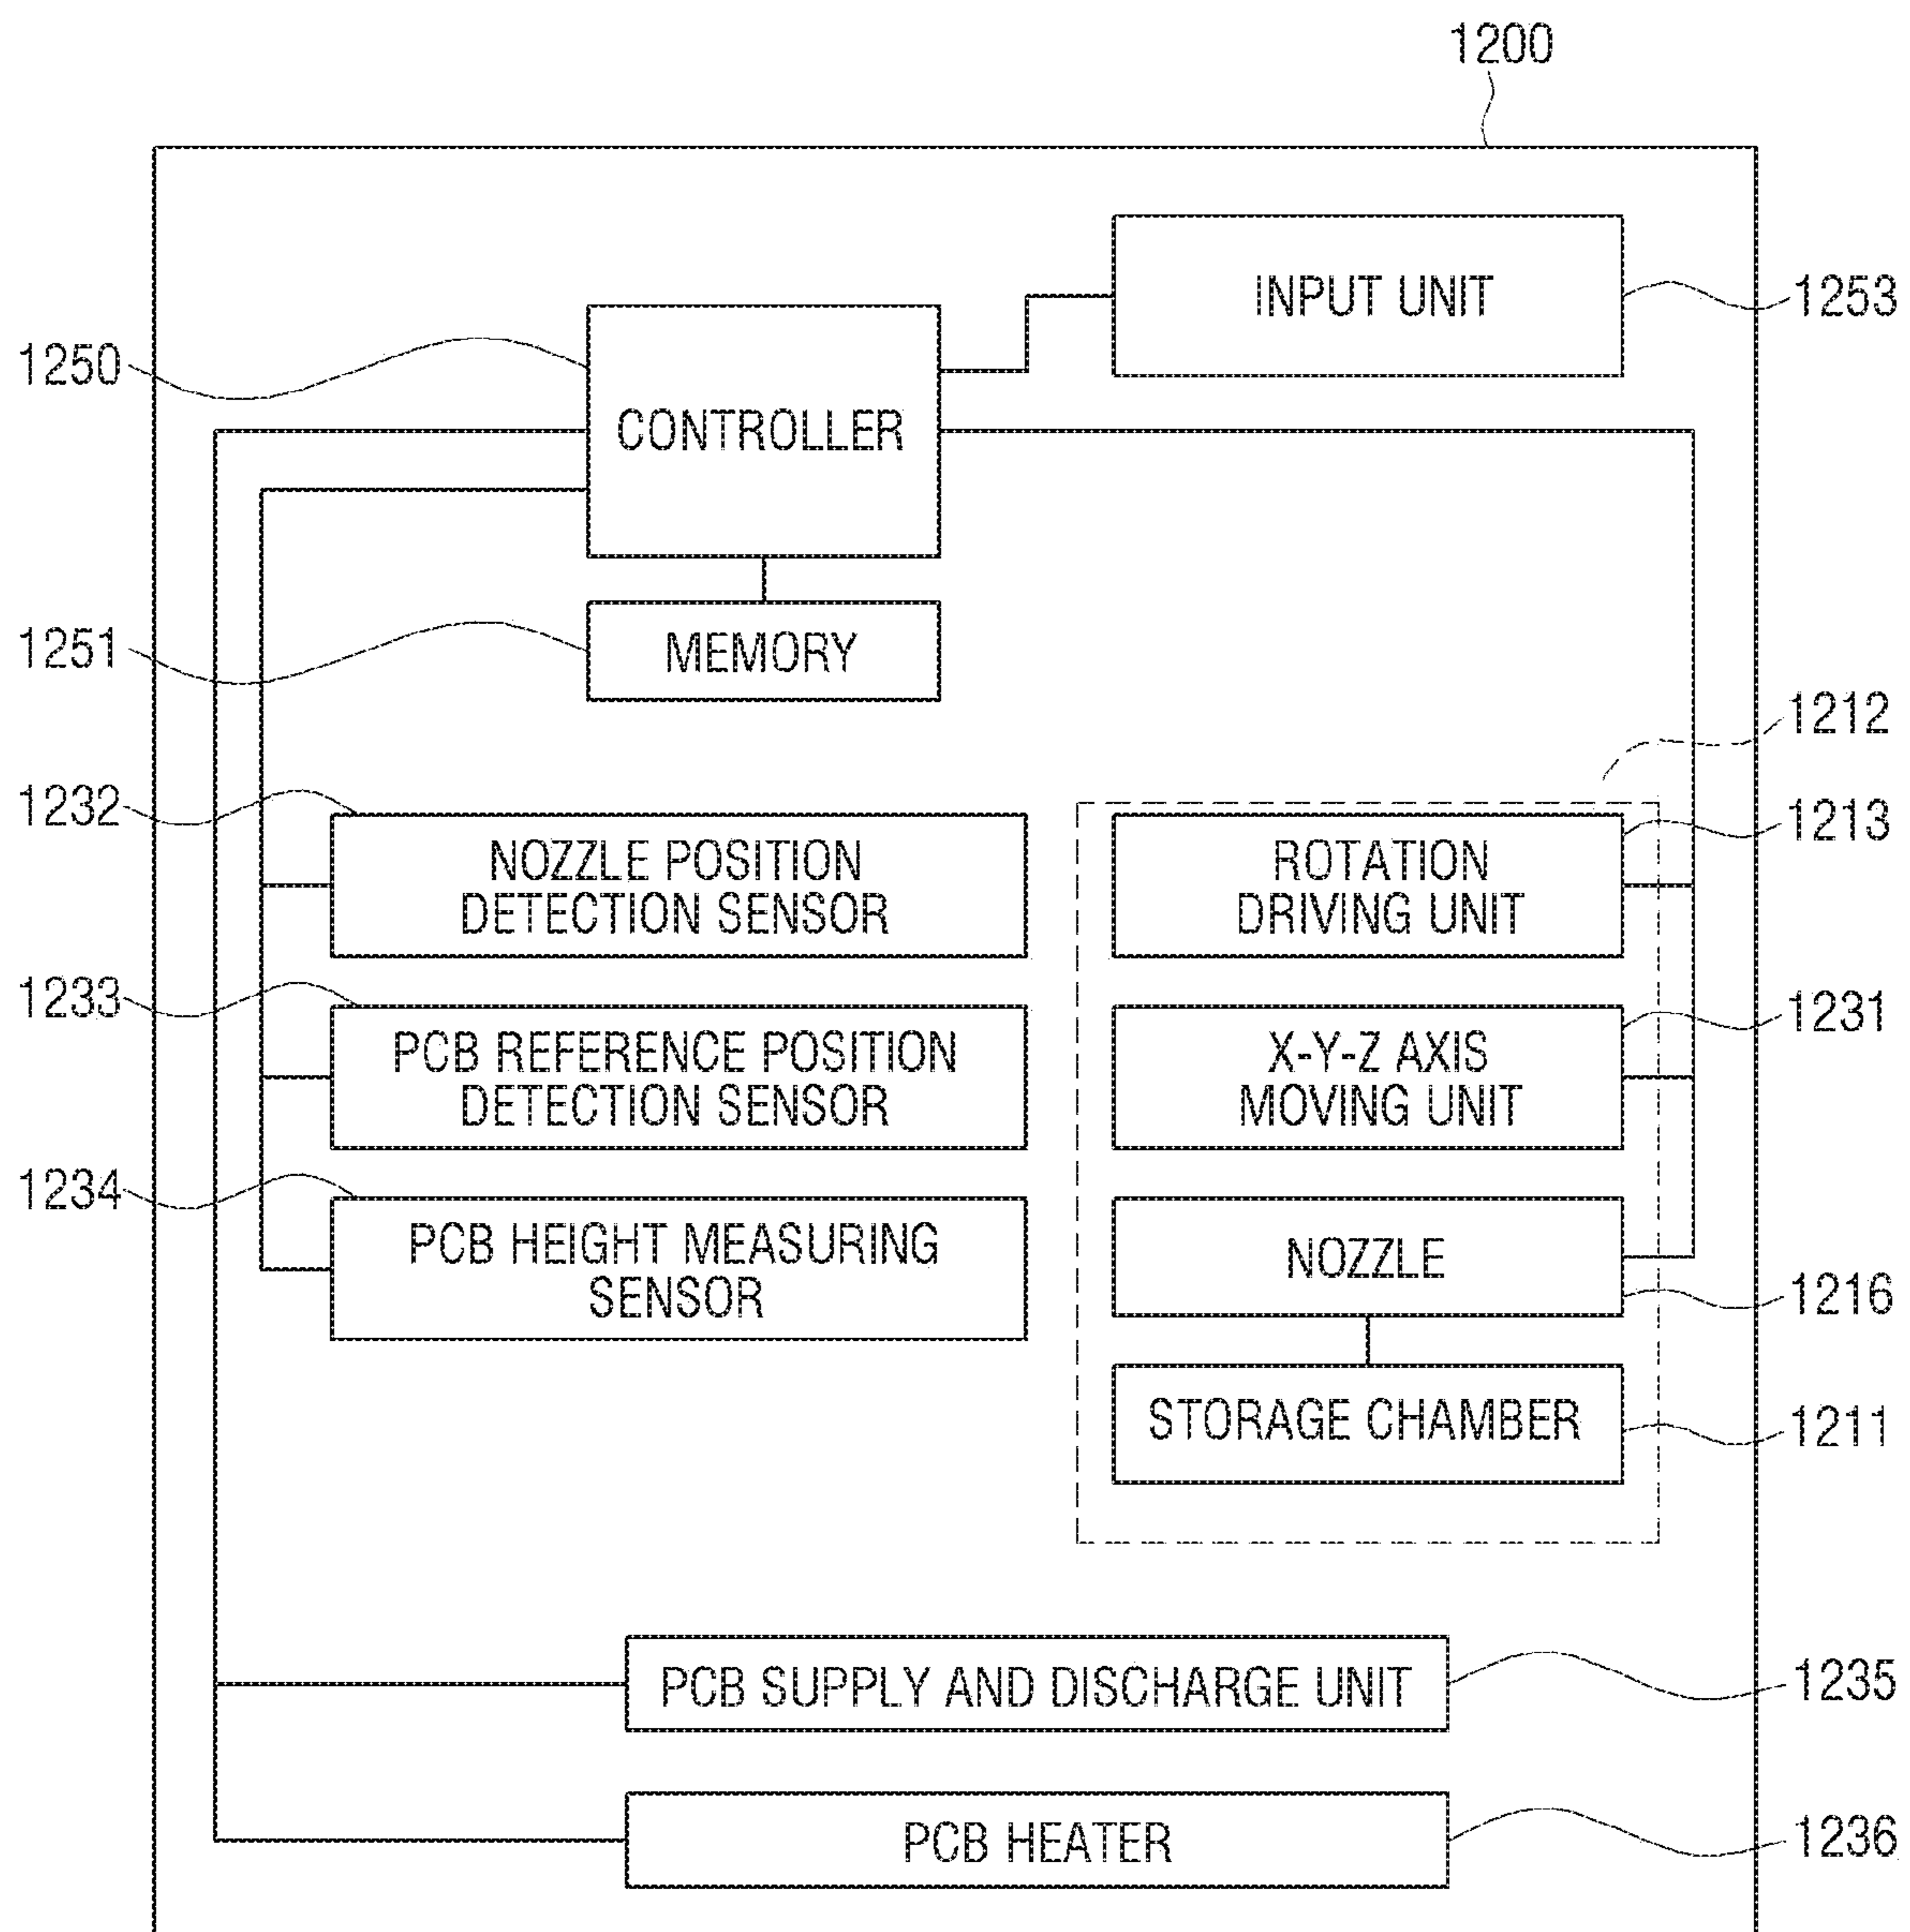 1200
INPUT UNIT
1253
1250
CONTROLLER
1251
MEMORY
1212
1232
NOZZLE POSITION
DETECTION SENSOR
ROTATION
DRIVING UNIT
1213
1233
PCB REFERENCE POSITION
DETECTION SENSOR
X-Y-Z AXIS
MOVING UNIT
1231
1234
PCB HEIGHT MEASURING
SENSOR
NOZZLE
1216
STORAGE CHAMBER
1211
PCB SUPPLY AND DISCHARGE UNIT
1235
PCB HEATER
1236